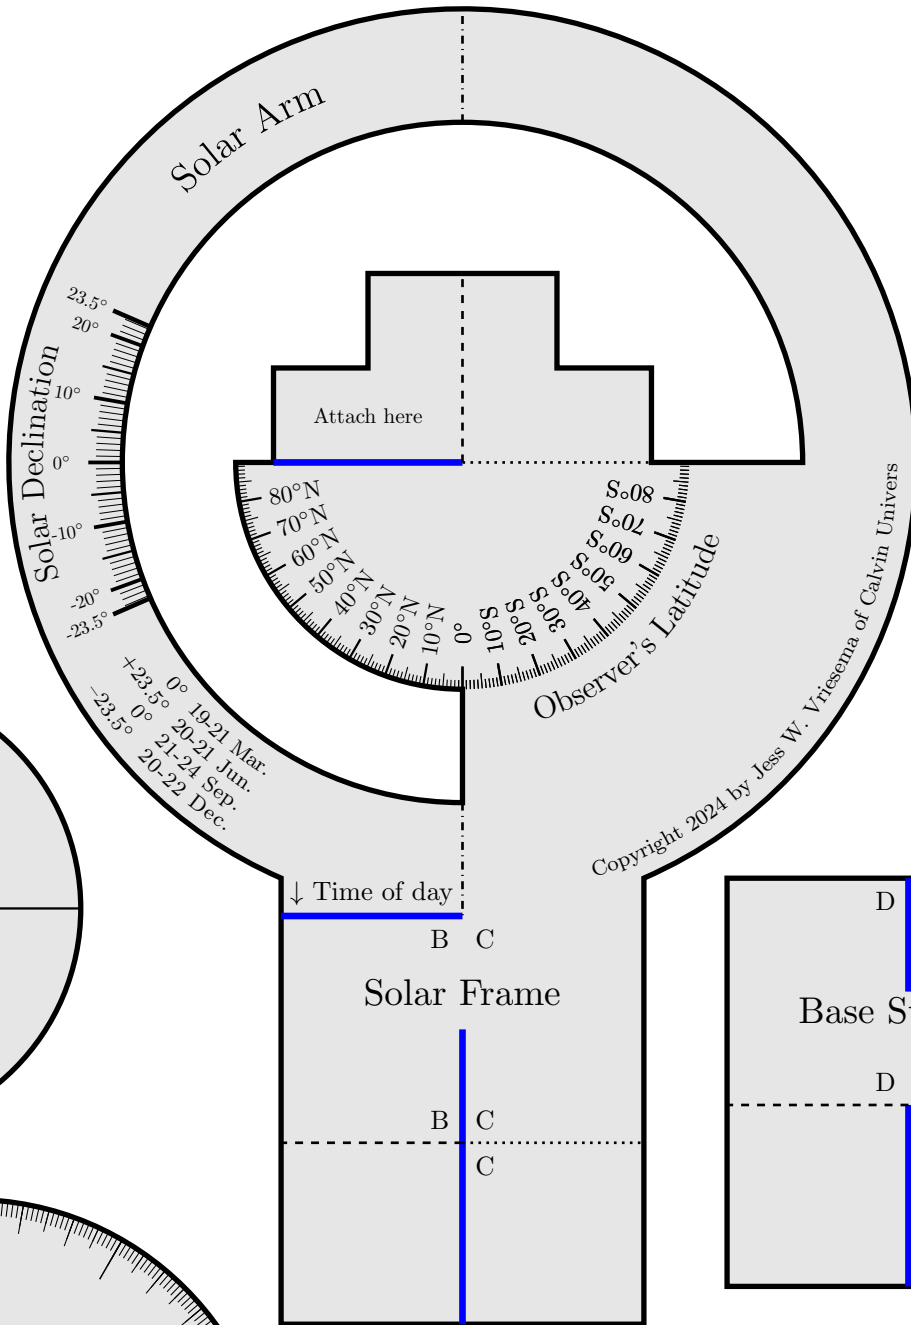 Solar Arm
23.5°
20°
10°
0°
-10°
-20°
-23.5°
Solar Declination
Attach here
80°N
70°N
60°N
50°N
40°N
30°N
20°N
10°N
0°
10°S
20°S
30°S
40°S
50°S
60°S
70°S
80°S
Observer's Latitude
0° 19-21 Mar.
+23.5° 20-21 Jun.
0° 21-24 Sep.
−23.5° 20-22 Dec.
Copyright 2024 by Jess W. Vriesema of Calvin Univers
↓ Time of day
B C
Solar Frame
B C
C
D
Base S
D